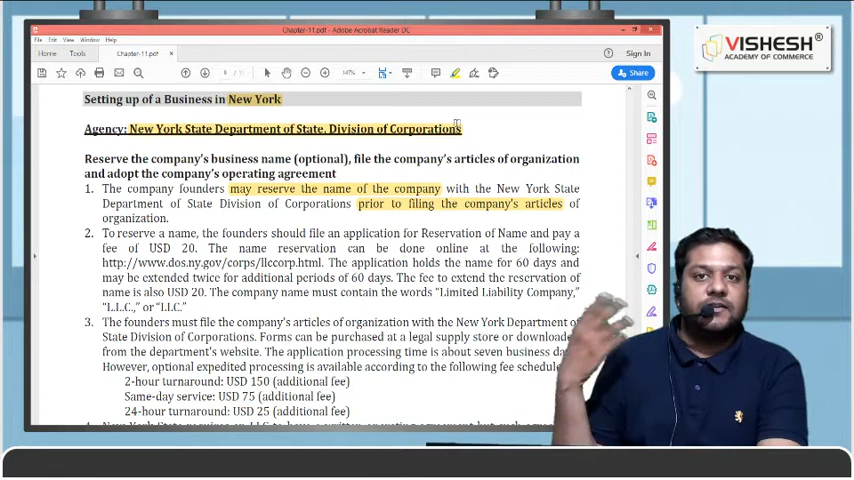 Chapter-11.pdf - Adobe Acrobat Reader DC
File Edit View Window Help
Home Tools Chapter-11.pdf ×
Sign In
147%
Share
VISHESH®
ACADEMY OF COMMERCE
Setting up of a Business in New York
Agency: New York State Department of State, Division of Corporations
Reserve the company's business name (optional), file the company's articles of organization
and adopt the company's operating agreement
1. The company founders may reserve the name of the company with the New York State
Department of State Division of Corporations prior to filing the company's articles of
organization.
2. To reserve a name, the founders should file an application for Reservation of Name and pay a
fee of USD 20. The name reservation can be done online at the following:
http://www.dos.ny.gov/corps/llccorp.html. The application holds the name for 60 days and
may be extended twice for additional periods of 60 days. The fee to extend the reservation of
name is also USD 20. The company name must contain the words "Limited Liability Company,"
"L.L.C.," or "L.L.C."
3. The founders must file the company's articles of organization with the New York Department of
State Division of Corporations. Forms can be purchased at a legal supply store or downloade
from the department's website. The application processing time is about seven business da
However, optional expedited processing is available according to the following fee schedule
2-hour turnaround: USD 150 (additional fee)
Same-day service: USD 75 (additional fee)
24-hour turnaround: USD 25 (additional fee)